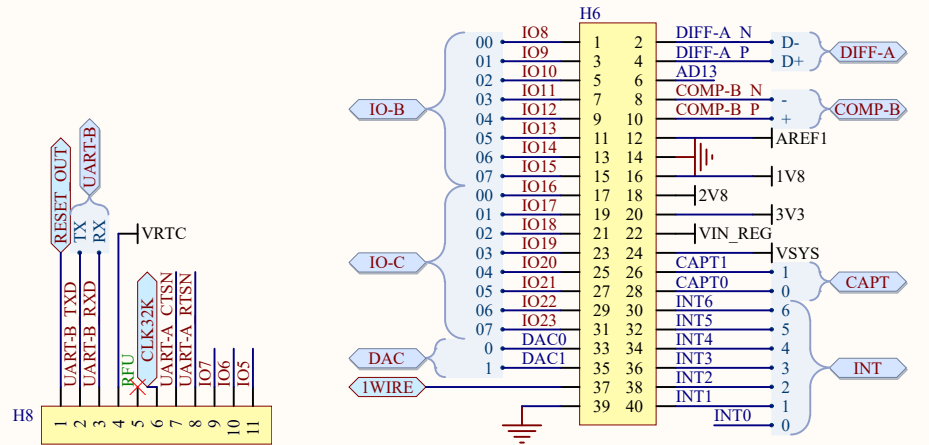 H6
IO-B
00 IO8 1 2 DIFF-A_N D-
01 IO9 3 4 DIFF-A_P D+
DIFF-A
02 IO10 5 6 AD13
03 IO11 7 8 COMP-B_N -
04 IO12 9 10 COMP-B_P +
COMP-B
05 IO13 11 12 AREF1
06 IO14 13 14
07 IO15 15 16 1V8
IO-C
00 IO16 17 18 2V8
01 IO17 19 20 3V3
02 IO18 21 22 VIN_REG
03 IO19 23 24 VSYS
04 IO20 25 26 CAPT1 1
05 IO21 27 28 CAPT0 0
CAPT
06 IO22 29 30 INT6 6
07 IO23 31 32 INT5 5
DAC
0 DAC0 33 34 INT4 4
1 DAC1 35 36 INT3 3
INT
1WIRE 37 38 INT2 2
39 40 INT1 1
INT0 0
RESET_OUT
UART-B
TX
RX
VRTC
UART-B_TXD
UART-B_RXD
RFU
CLK32K
UART-A_CTSN
UART-A_RTSN
IO7
IO6
IO5
H8
1 2 3 4 5 6 7 8 9 10 11